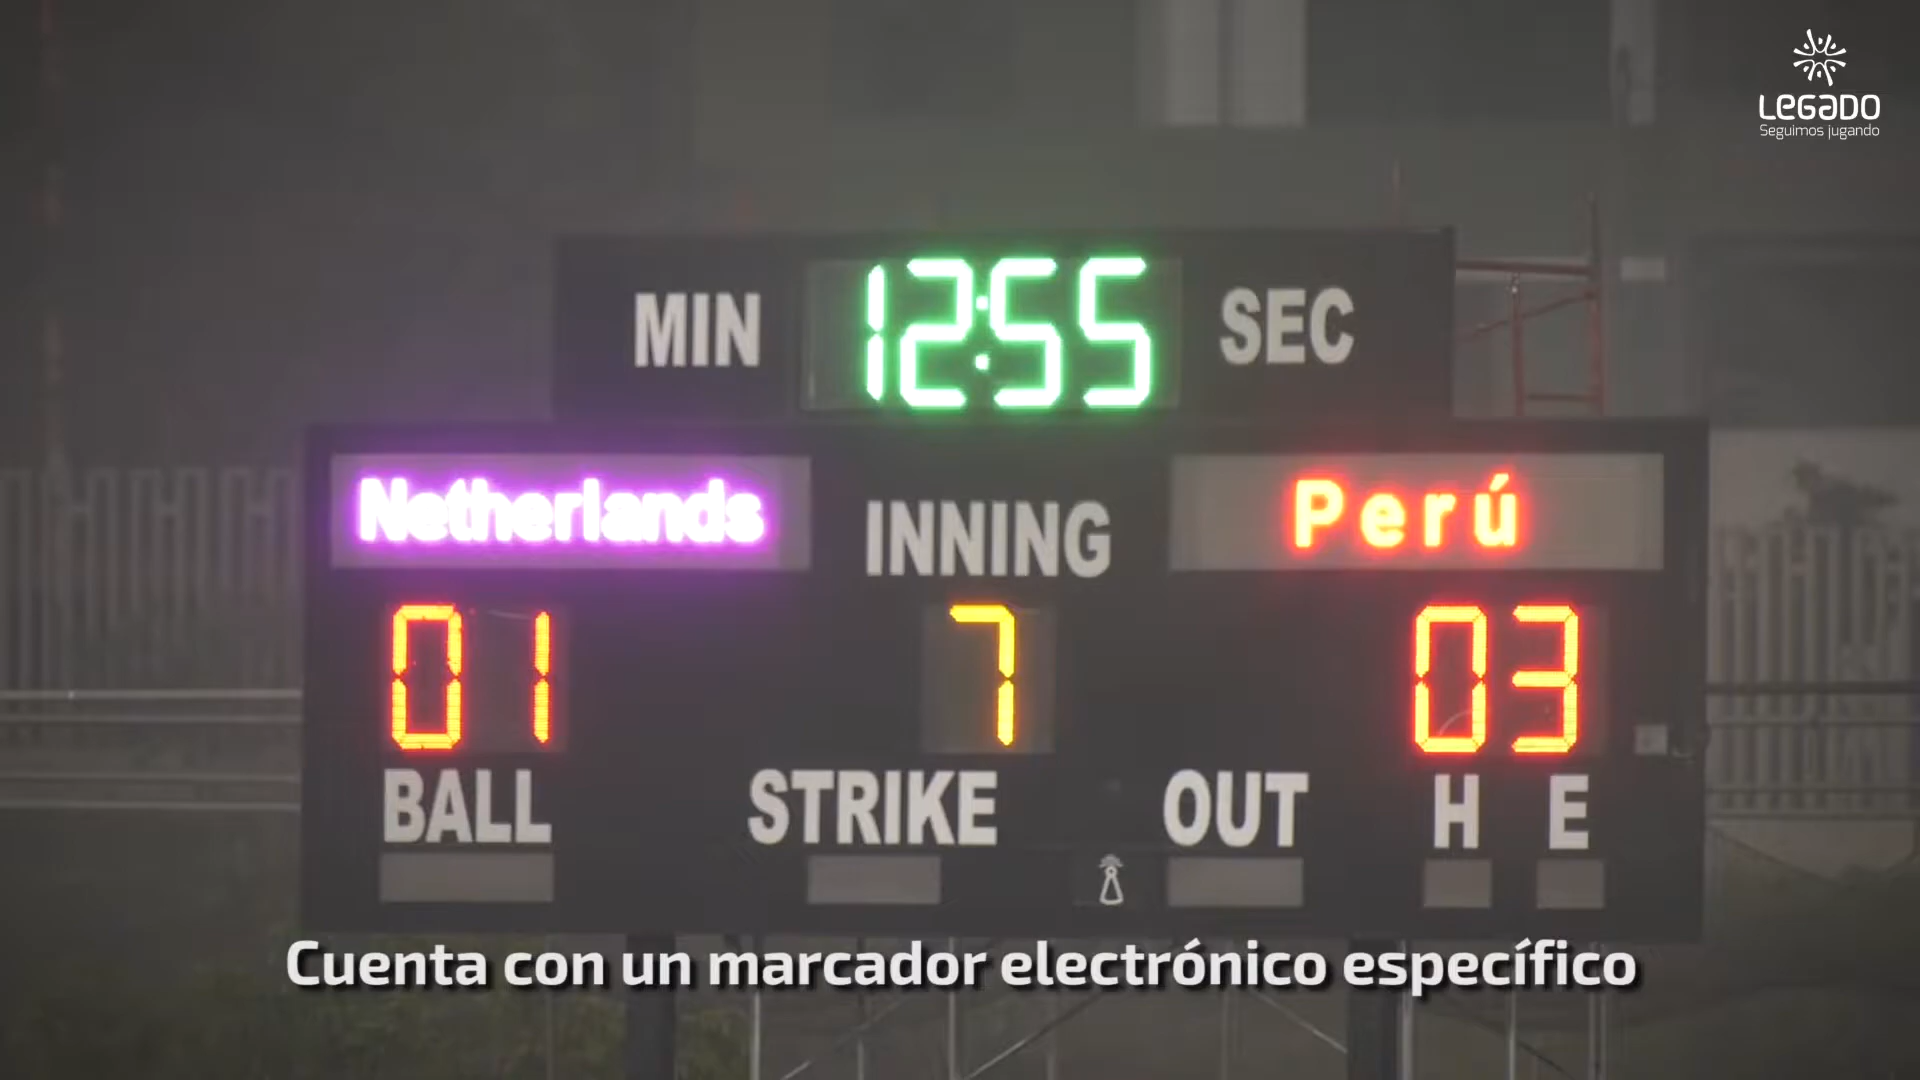 LEGADO
Seguimos jugando
MIN 12:55 SEC
Netherlands INNING Perú
01 7 03
BALL STRIKE OUT H E
Cuenta con un marcador electrónico específico